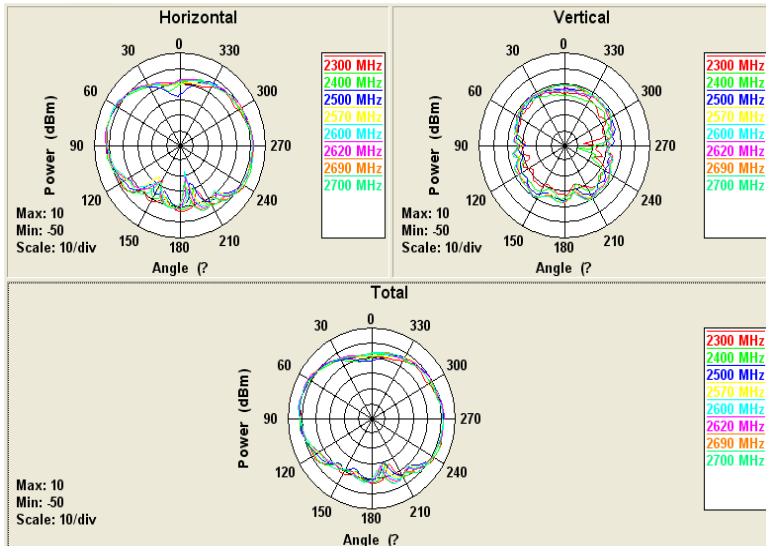 Horizontal
0
30 330
60 300
90 270
120 240
150 210
180
Power (dBm)
Angle (?
Max: 10
Min: -50
Scale: 10/div
2300 MHz
2400 MHz
2500 MHz
2570 MHz
2600 MHz
2620 MHz
2690 MHz
2700 MHz
Vertical
0
30 330
60 300
90 270
120 240
150 210
180
Power (dBm)
Angle (?
Max: 10
Min: -50
Scale: 10/div
2300 MHz
2400 MHz
2500 MHz
2570 MHz
2600 MHz
2620 MHz
2690 MHz
2700 MHz
Total
0
30 330
60 300
90 270
120 240
150 210
180
Power (dBm)
Angle (?
Max: 10
Min: -50
Scale: 10/div
2300 MHz
2400 MHz
2500 MHz
2570 MHz
2600 MHz
2620 MHz
2690 MHz
2700 MHz